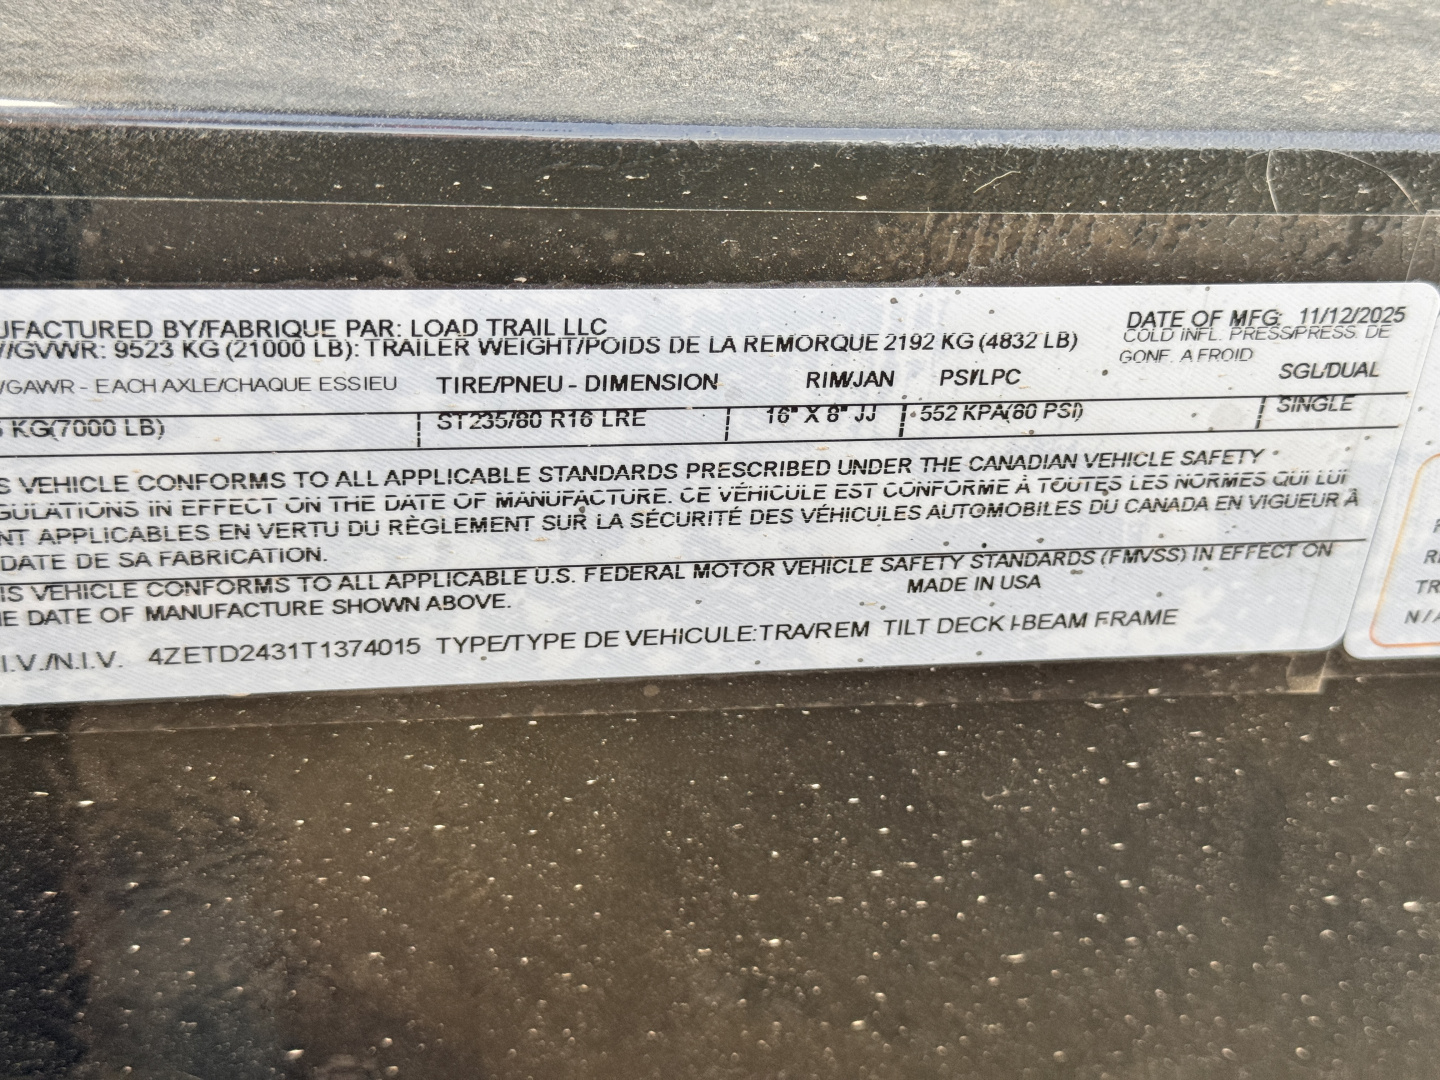 UFACTURED BY/FABRIQUE PAR: LOAD TRAIL LLC
DATE OF MFG: 11/12/2025
/GVWR: 9523 KG (21000 LB): TRAILER WEIGHT/POIDS DE LA REMORQUE 2192 KG (4832 LB)
COLD INFL. PRESS/PRESS. DE
GONF. A FROID
/GAWR - EACH AXLE/CHAQUE ESSIEU TIRE/PNEU - DIMENSION RIM/JAN PSI/LPC SGL/DUAL
KG(7000 LB) ST235/80 R16 LRE 16" X 8" JJ 552 KPA(80 PSI) SINGLE
S VEHICLE CONFORMS TO ALL APPLICABLE STANDARDS PRESCRIBED UNDER THE CANADIAN VEHICLE SAFETY
GULATIONS IN EFFECT ON THE DATE OF MANUFACTURE. CE VÉHICULE EST CONFORME À TOUTES LES NORMES QUI LUI
NT APPLICABLES EN VERTU DU RÈGLEMENT SUR LA SÉCURITÉ DES VÉHICULES AUTOMOBILES DU CANADA EN VIGUEUR À
DATE DE SA FABRICATION.
IS VEHICLE CONFORMS TO ALL APPLICABLE U.S. FEDERAL MOTOR VEHICLE SAFETY STANDARDS (FMVSS) IN EFFECT ON
E DATE OF MANUFACTURE SHOWN ABOVE.
MADE IN USA
I.V./N.I.V. 4ZETD2431T1374015 TYPE/TYPE DE VEHICULE:TRA/REM TILT DECK I-BEAM FRAME
R
TR
N/A